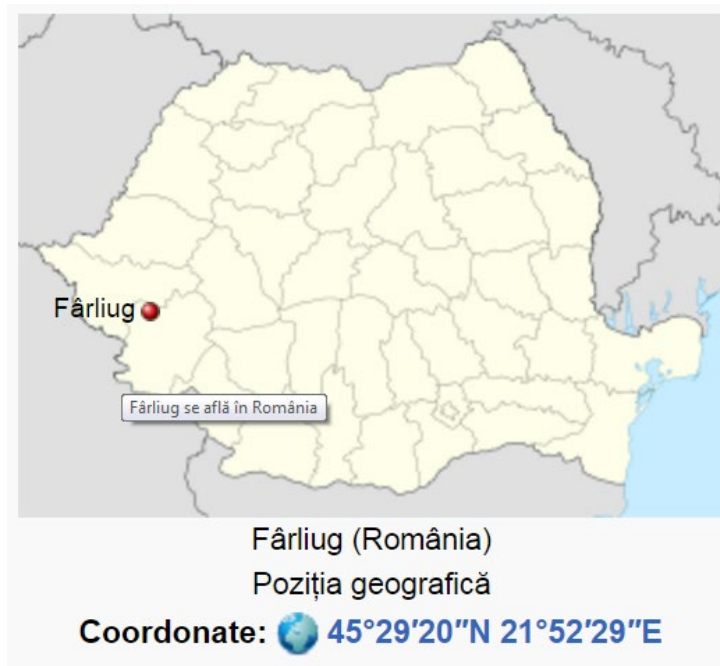 Fârliug
Fârliug se află în România
Fârliug (România)
Poziția geografică
Coordonate: 45°29′20″N 21°52′29″E